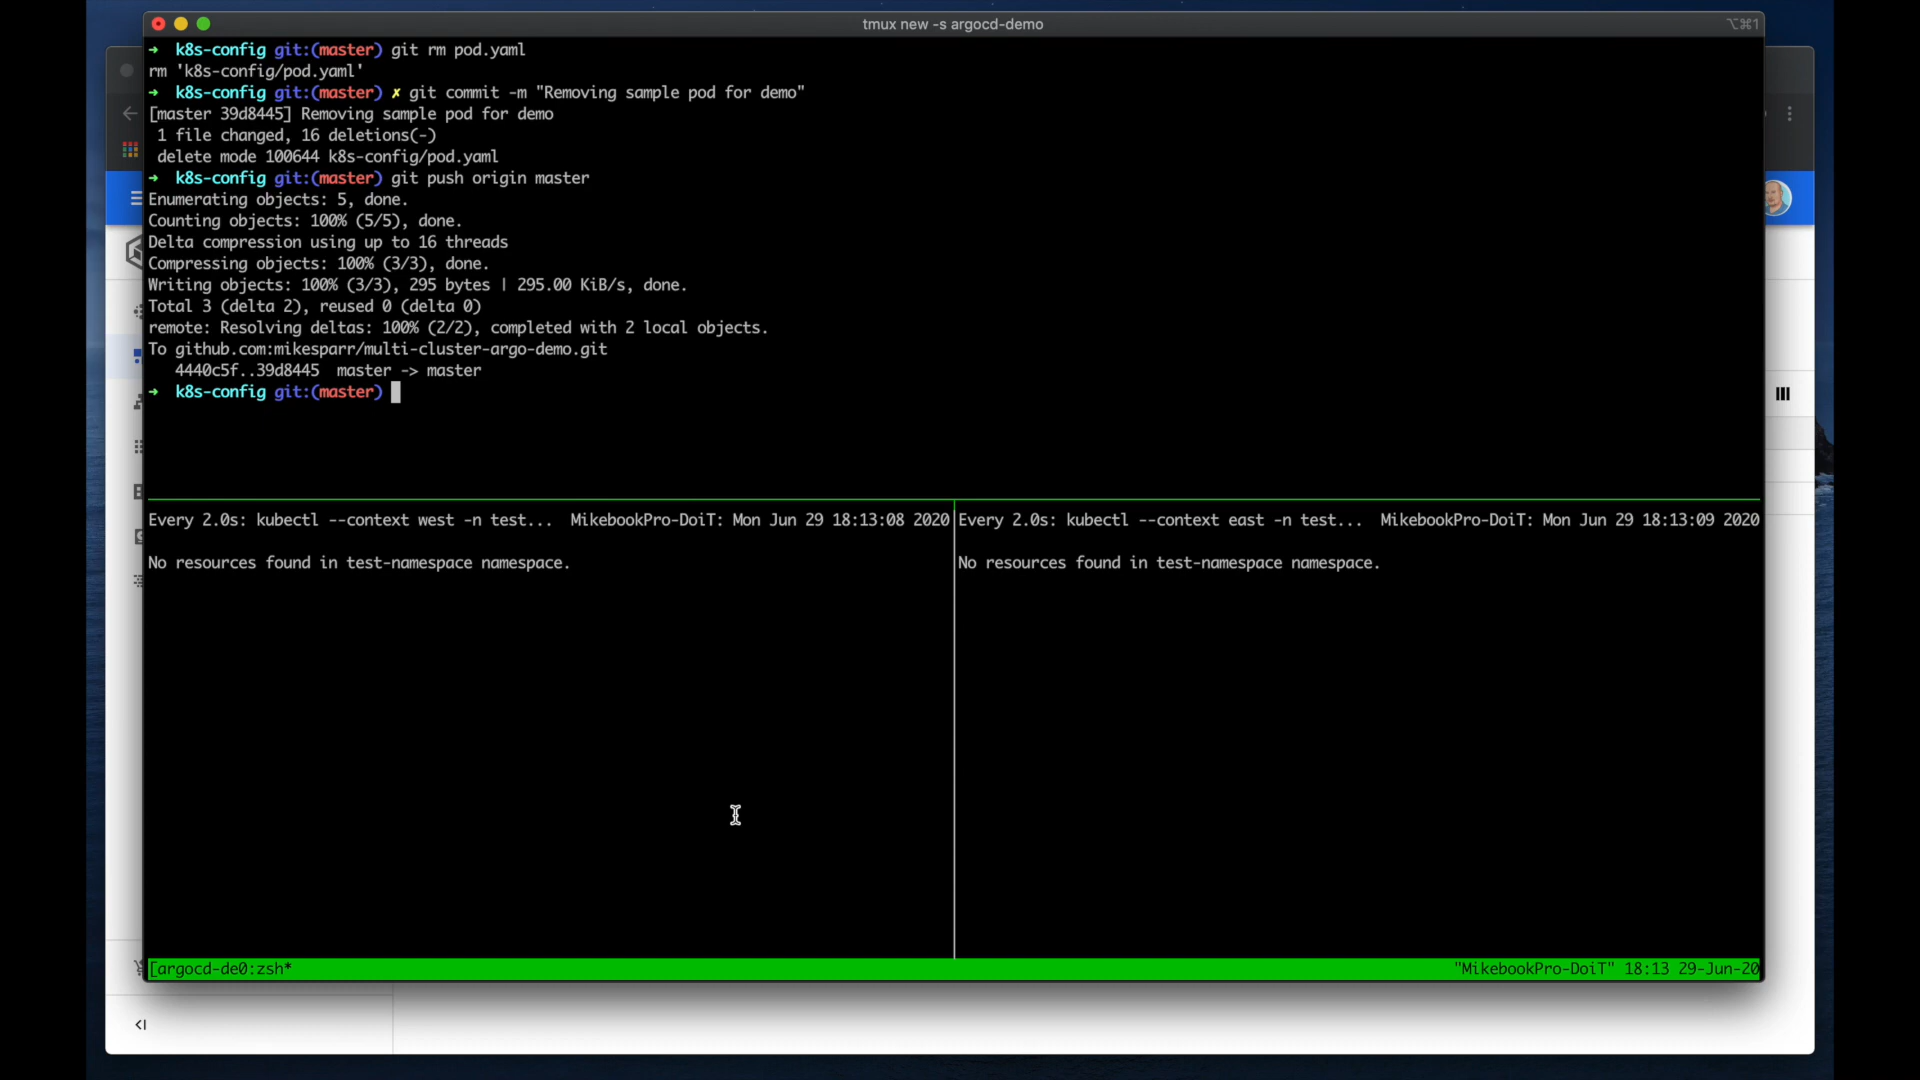 tmux new -s argocd-demo
⌥⌘1
➜ k8s-config git:(master) git rm pod.yaml
rm 'k8s-config/pod.yaml'
➜ k8s-config git:(master) ✗ git commit -m "Removing sample pod for demo"
[master 39d8445] Removing sample pod for demo
1 file changed, 16 deletions(-)
delete mode 100644 k8s-config/pod.yaml
➜ k8s-config git:(master) git push origin master
Enumerating objects: 5, done.
Counting objects: 100% (5/5), done.
Delta compression using up to 16 threads
Compressing objects: 100% (3/3), done.
Writing objects: 100% (3/3), 295 bytes | 295.00 KiB/s, done.
Total 3 (delta 2), reused 0 (delta 0)
remote: Resolving deltas: 100% (2/2), completed with 2 local objects.
To github.com:mikesparr/multi-cluster-argo-demo.git
4440c5f..39d8445 master -> master
➜ k8s-config git:(master)
Every 2.0s: kubectl --context west -n test... MikebookPro-DoiT: Mon Jun 29 18:13:08 2020
No resources found in test-namespace namespace.
Every 2.0s: kubectl --context east -n test... MikebookPro-DoiT: Mon Jun 29 18:13:09 2020
No resources found in test-namespace namespace.
[argocd-de0:zsh* "MikebookPro-DoiT" 18:13 29-Jun-20